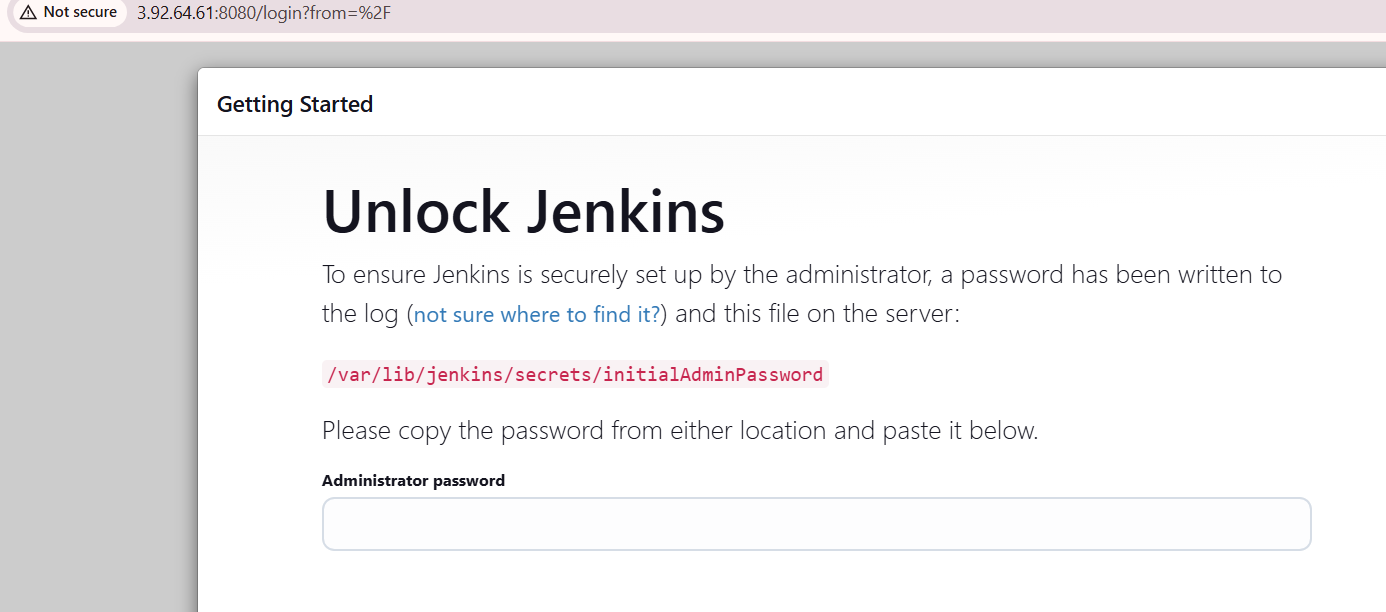 Not secure 3.92.64.61:8080/login?from=%2F
Getting Started
Unlock Jenkins
To ensure Jenkins is securely set up by the administrator, a password has been written to
the log (not sure where to find it?) and this file on the server:
/var/lib/jenkins/secrets/initialAdminPassword
Please copy the password from either location and paste it below.
Administrator password